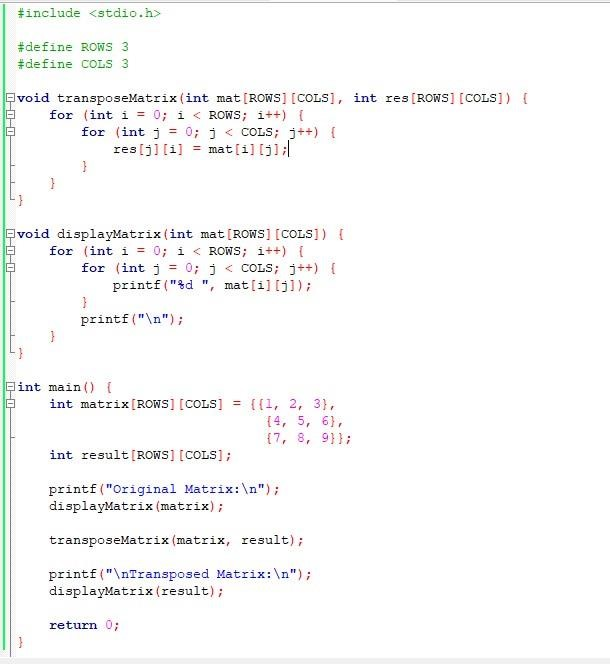 #include <stdio.h>
#define ROWS 3
#define COLS 3
void transposeMatrix(int mat[ROWS][COLS], int res[ROWS][COLS]) {
    for (int i = 0; i < ROWS; i++) {
        for (int j = 0; j < COLS; j++) {
            res[j][i] = mat[i][j];
        }
    }
}
void displayMatrix(int mat[ROWS][COLS]) {
    for (int i = 0; i < ROWS; i++) {
        for (int j = 0; j < COLS; j++) {
            printf("%d ", mat[i][j]);
        }
        printf("\n");
    }
}
int main() {
    int matrix[ROWS][COLS] = {{1, 2, 3},
                               {4, 5, 6},
                               {7, 8, 9}};
    int result[ROWS][COLS];
    printf("Original Matrix:\n");
    displayMatrix(matrix);
    transposeMatrix(matrix, result);
    printf("\nTransposed Matrix:\n");
    displayMatrix(result);
    return 0;
}